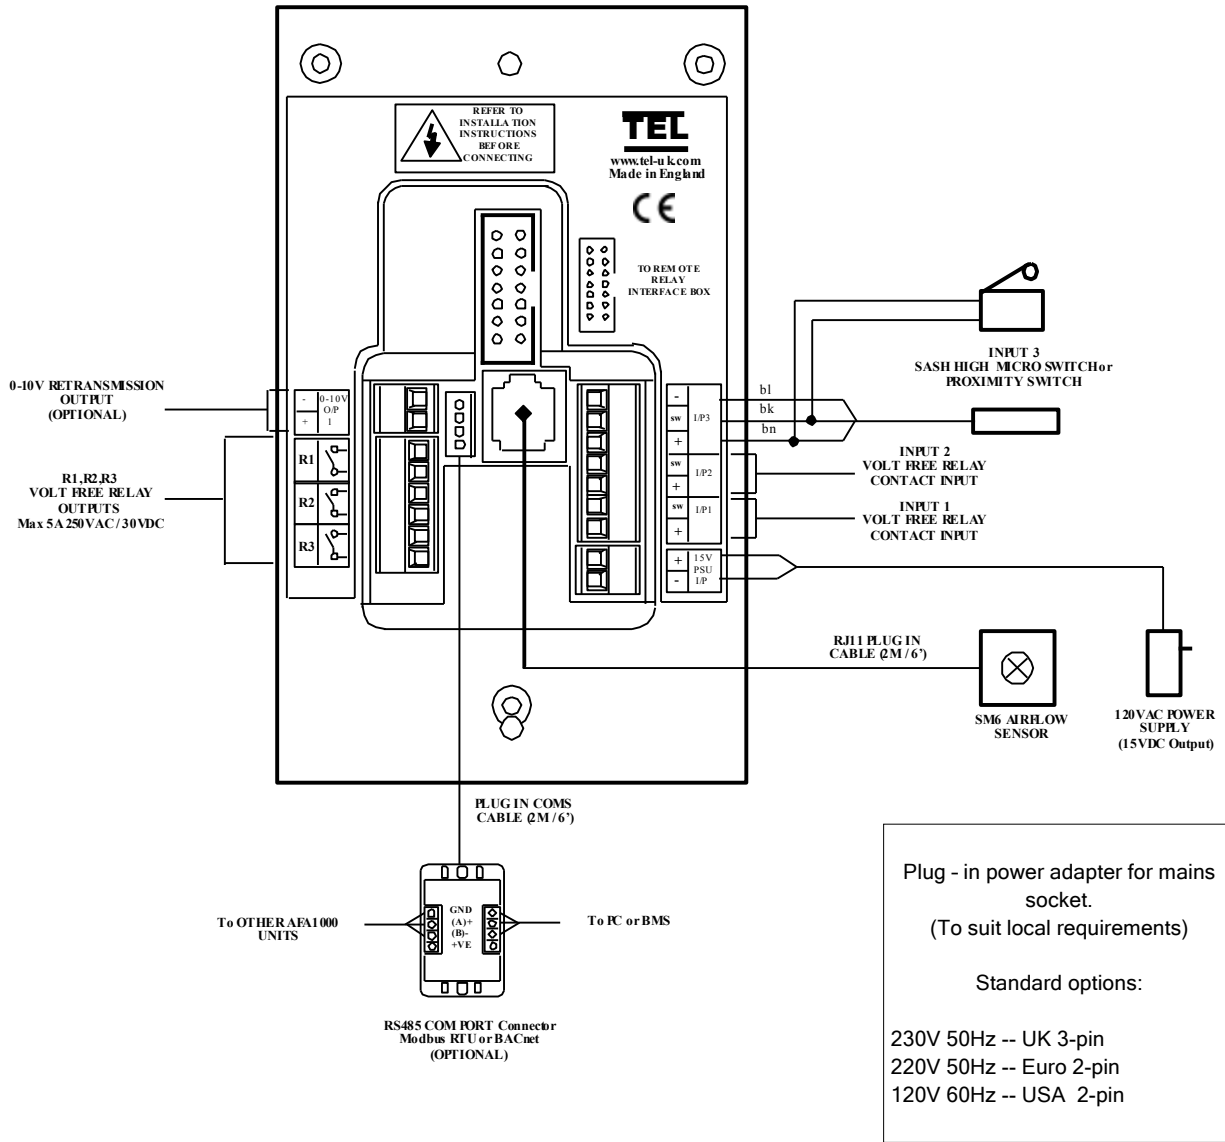 REFER TO
INSTALLATION
INSTRUCTIONS
BEFORE
CONNECTING
TEL
www.tel-uk.com
Made in England
CE
TO REMOTE
RELAY
INTERFACE BOX
INPUT 3
SASH HIGH MICRO SWITCH or
PROXIMITY SWITCH
0-10V RETRANSMISSION
OUTPUT
(OPTIONAL)
- 0-10V
O/P
+ 1
R1
R2
R3
R1,R2,R3
VOLT FREE RELAY
OUTPUTS
Max 5A 250VAC / 30VDC
bl
bk
bn
-
sw I/P3
+
sw I/P2
+
sw I/P1
+
+ 15V
PSU
- I/P
INPUT 2
VOLT FREE RELAY
CONTACT INPUT
INPUT 1
VOLT FREE RELAY
CONTACT INPUT
RJ11 PLUG IN
CABLE (2M / 6')
SM6 AIRFLOW
SENSOR
120VAC POWER
SUPPLY
(15VDC Output)
PLUG IN COMS
CABLE (2M / 6')
To OTHER AFA1000
UNITS
GND
(A)+
(B)-
+VE
To PC or BMS
RS485 COM PORT Connector
Modbus RTU or BACnet
(OPTIONAL)
Plug - in power adapter for mains
socket.
(To suit local requirements)
Standard options:
230V 50Hz -- UK 3-pin
220V 50Hz -- Euro 2-pin
120V 60Hz -- USA 2-pin